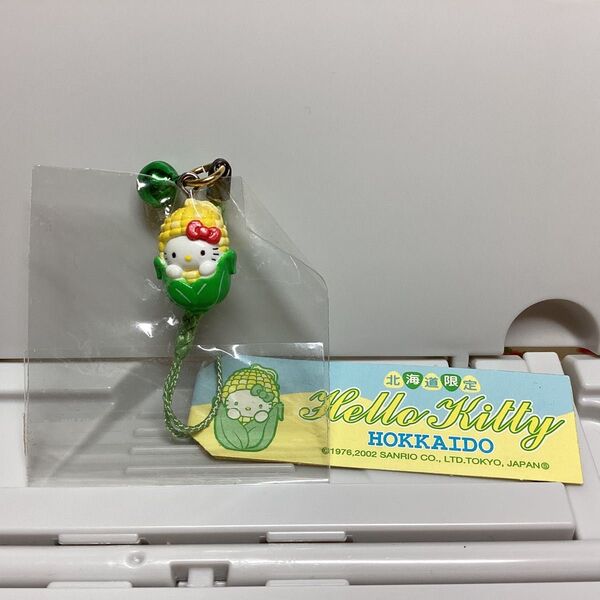 北海道限定
Hello Kitty
HOKKAIDO
©1976,2002 SANRIO CO., LTD.TOKYO, JAPAN Ⓢ